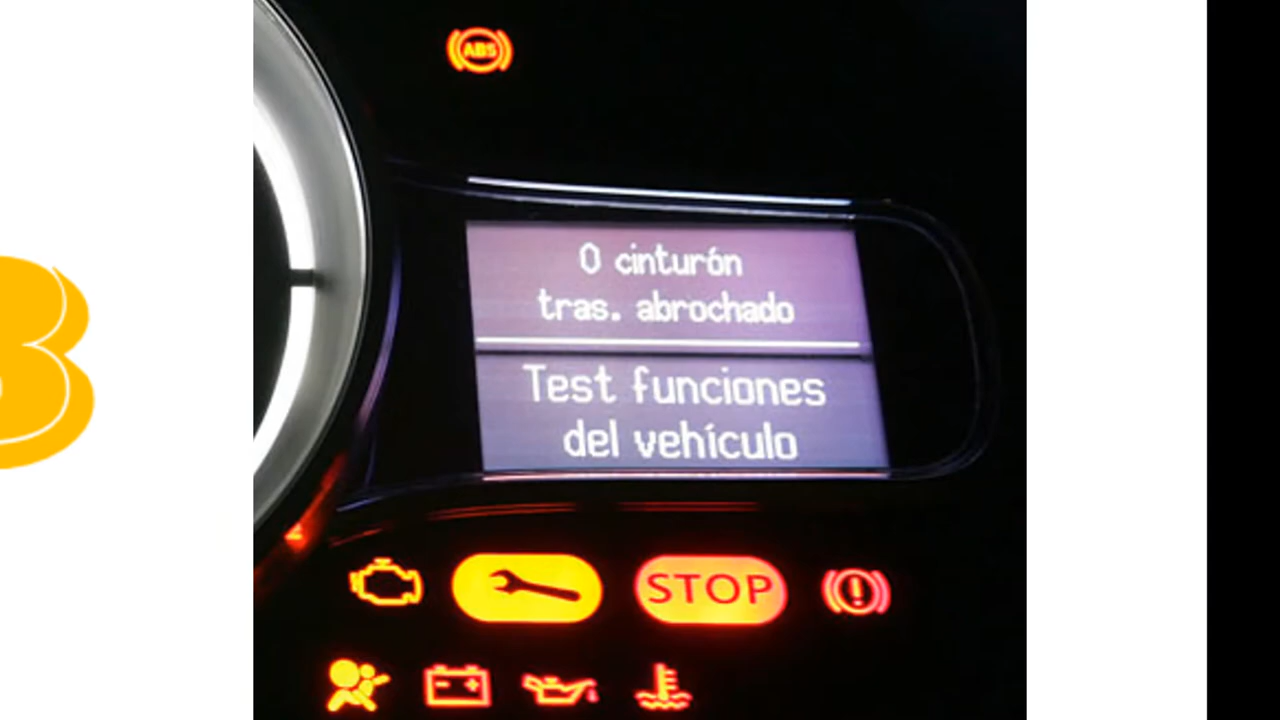 ABS
0 cinturón
tras. abrochado
Test funciones
del vehículo
STOP